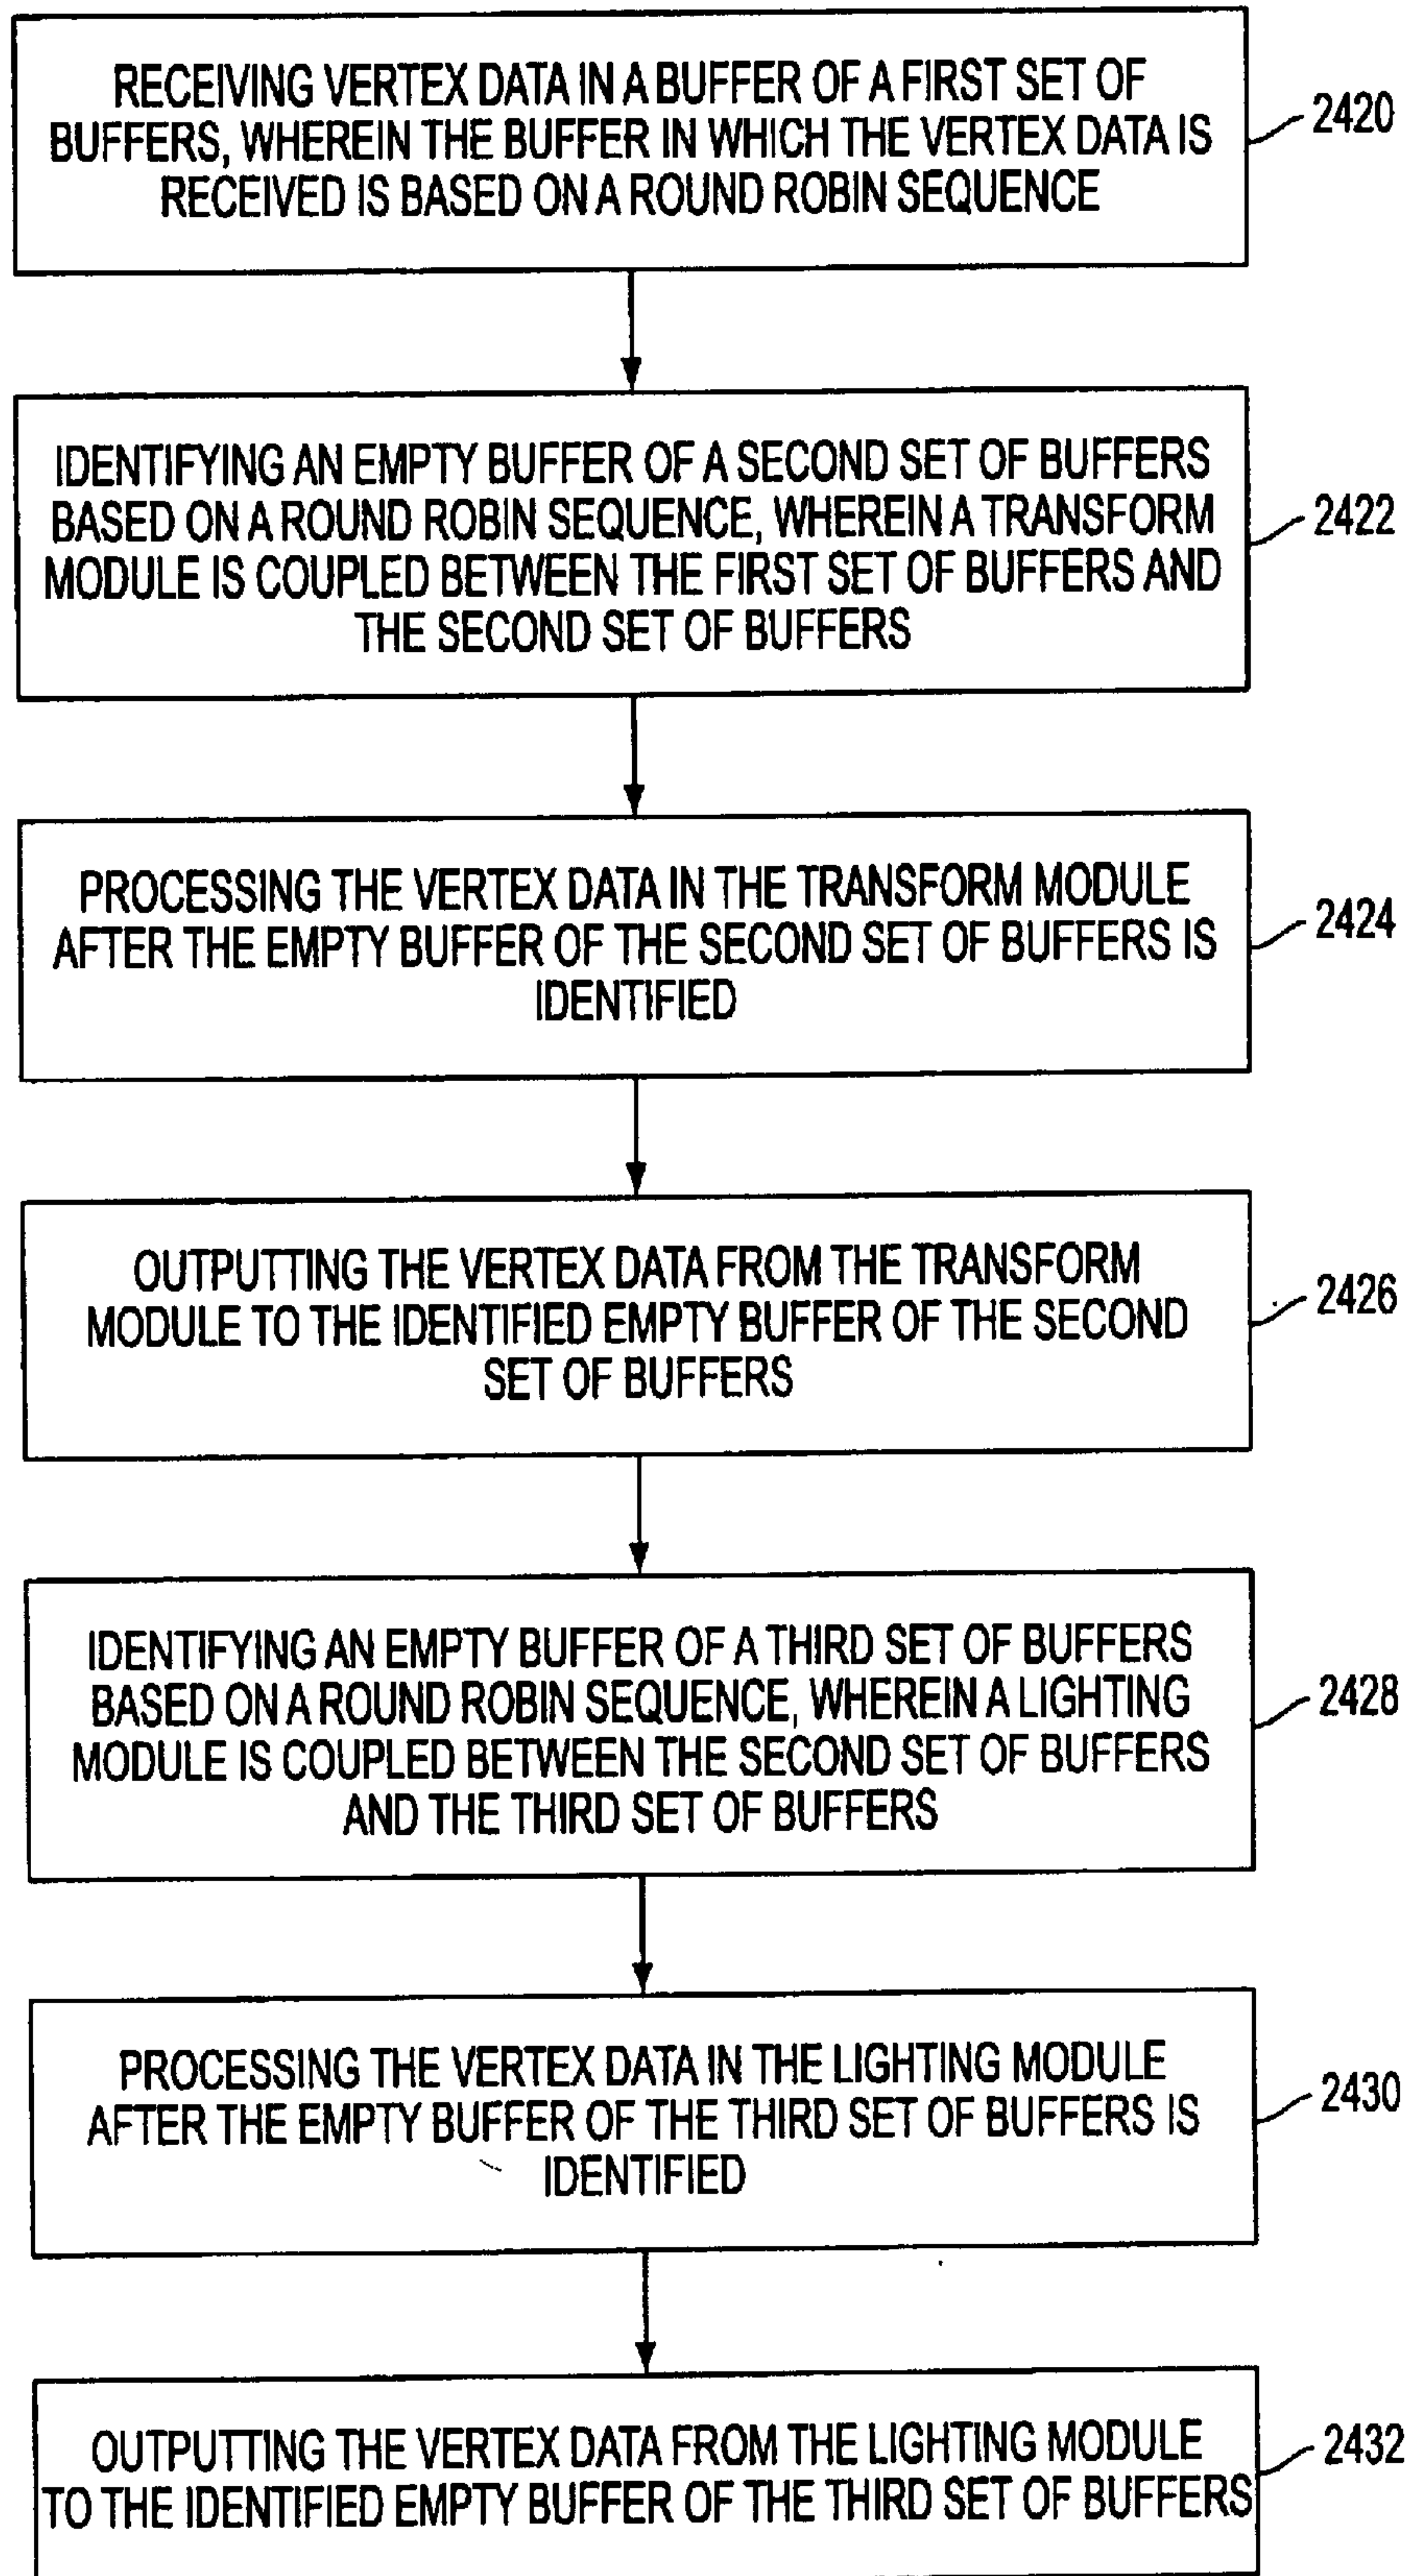 RECEIVING VERTEX DATA IN A BUFFER OF A FIRST SET OF
BUFFERS, WHEREIN THE BUFFER IN WHICH THE VERTEX DATA IS
RECEIVED IS BASED ON A ROUND ROBIN SEQUENCE
2420
IDENTIFYING AN EMPTY BUFFER OF A SECOND SET OF BUFFERS
BASED ON A ROUND ROBIN SEQUENCE, WHEREIN A TRANSFORM
MODULE IS COUPLED BETWEEN THE FIRST SET OF BUFFERS AND
THE SECOND SET OF BUFFERS
2422
PROCESSING THE VERTEX DATA IN THE TRANSFORM MODULE
AFTER THE EMPTY BUFFER OF THE SECOND SET OF BUFFERS IS
IDENTIFIED
2424
OUTPUTTING THE VERTEX DATA FROM THE TRANSFORM
MODULE TO THE IDENTIFIED EMPTY BUFFER OF THE SECOND
SET OF BUFFERS
2426
IDENTIFYING AN EMPTY BUFFER OF A THIRD SET OF BUFFERS
BASED ON A ROUND ROBIN SEQUENCE, WHEREIN A LIGHTING
MODULE IS COUPLED BETWEEN THE SECOND SET OF BUFFERS
AND THE THIRD SET OF BUFFERS
2428
PROCESSING THE VERTEX DATA IN THE LIGHTING MODULE
AFTER THE EMPTY BUFFER OF THE THIRD SET OF BUFFERS IS
IDENTIFIED
2430
OUTPUTTING THE VERTEX DATA FROM THE LIGHTING MODULE
TO THE IDENTIFIED EMPTY BUFFER OF THE THIRD SET OF BUFFERS
2432